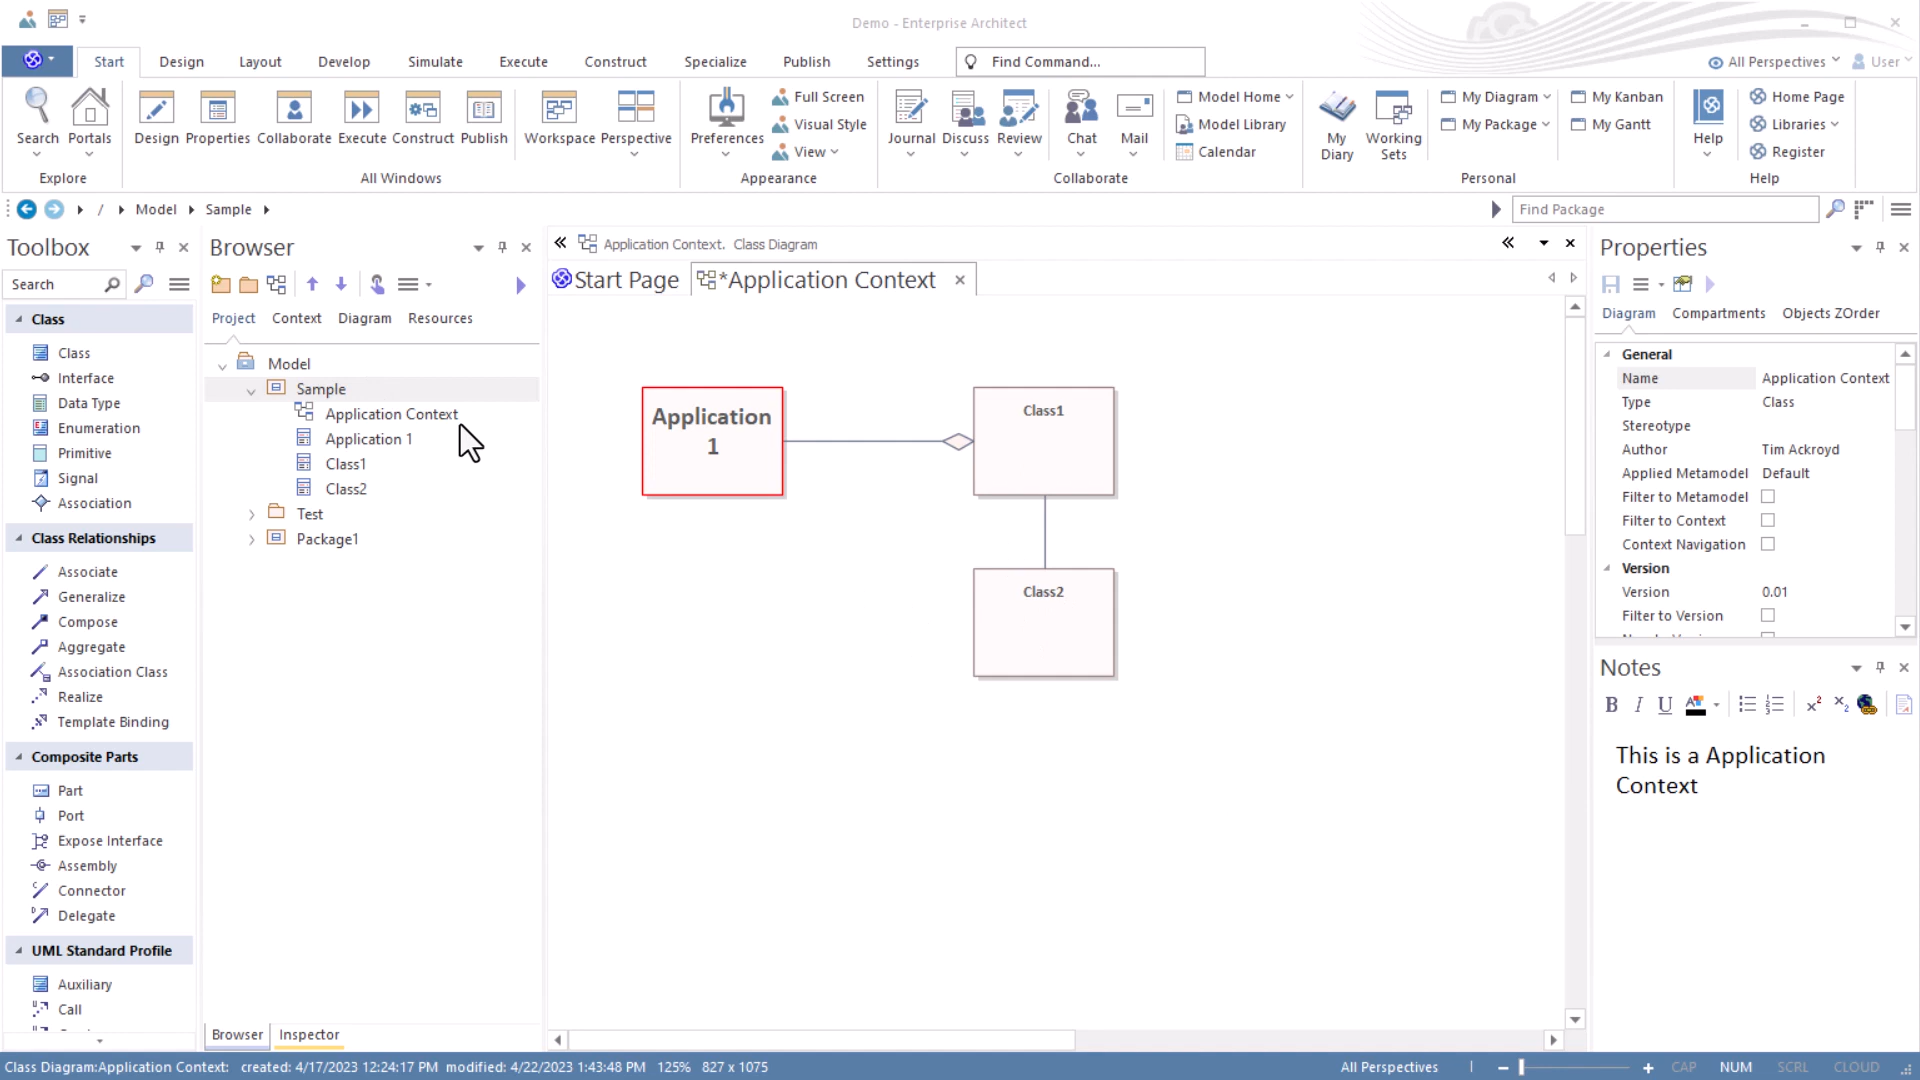 Demo - Enterprise Architect
Start Design Layout Develop Simulate Execute Construct Specialize Publish Settings Find Command... All Perspectives User
Search Portals
Explore
Design Properties Collaborate Execute Construct Publish Workspace Perspective
All Windows
Preferences Full Screen
Visual Style
View
Appearance
Journal Discuss Review Chat Mail Model Home
Model Library
Calendar
Collaborate
My Diary
Working Sets
My Diagram My Kanban
My Package My Gantt
Personal
Help Home Page
Libraries
Register
Help
/ Model Sample Find Package
Toolbox
Search
Class
Class
Interface
Data Type
Enumeration
Primitive
Signal
Association
Class Relationships
Associate
Generalize
Compose
Aggregate
Association Class
Realize
Template Binding
Composite Parts
Part
Port
Expose Interface
Assembly
Connector
Delegate
UML Standard Profile
Auxiliary
Call
Browser
Project Context Diagram Resources
Model
Sample
Application Context
Application 1
Class1
Class2
Test
Package1
Browser Inspector
Application Context. Class Diagram
Start Page *Application Context
Application
1
Class1
Class2
Properties
Diagram Compartments Objects ZOrder
General
Name Application Context
Type Class
Stereotype
Author Tim Ackroyd
Applied Metamodel Default
Filter to Metamodel
Filter to Context
Context Navigation
Version
Version 0.01
Filter to Version
Notes
This is a Application
Context
Class Diagram:Application Context: created: 4/17/2023 12:24:17 PM modified: 4/22/2023 1:43:48 PM 125% 827 x 1075 All Perspectives CAP NUM SCRL CLOUD